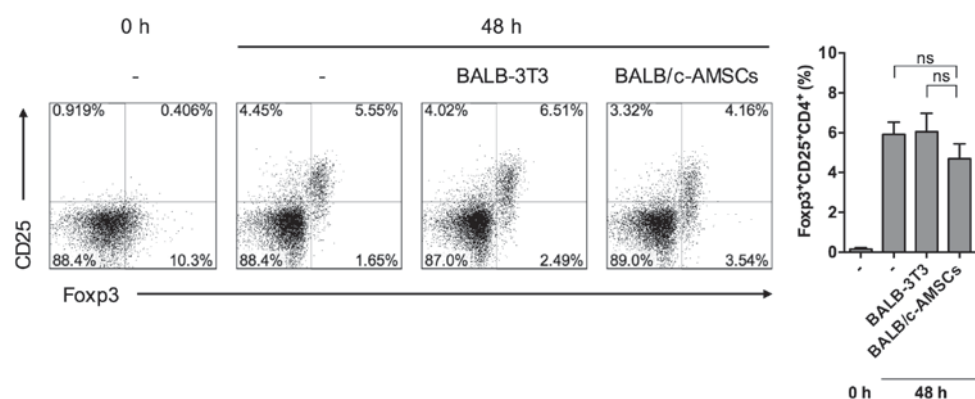 0 h
48 h
-
-
BALB-3T3
BALB/c-AMSCs
0.919%
0.406%
4.45%
5.55%
4.02%
6.51%
3.32%
4.16%
88.4%
10.3%
88.4%
1.65%
87.0%
2.49%
89.0%
3.54%
CD25
Foxp3
Foxp3⁺CD25⁺CD4⁺ (%)
10
8
6
4
2
0
ns
ns
-
-
BALB-3T3
BALB/c-AMSCs
0 h
48 h